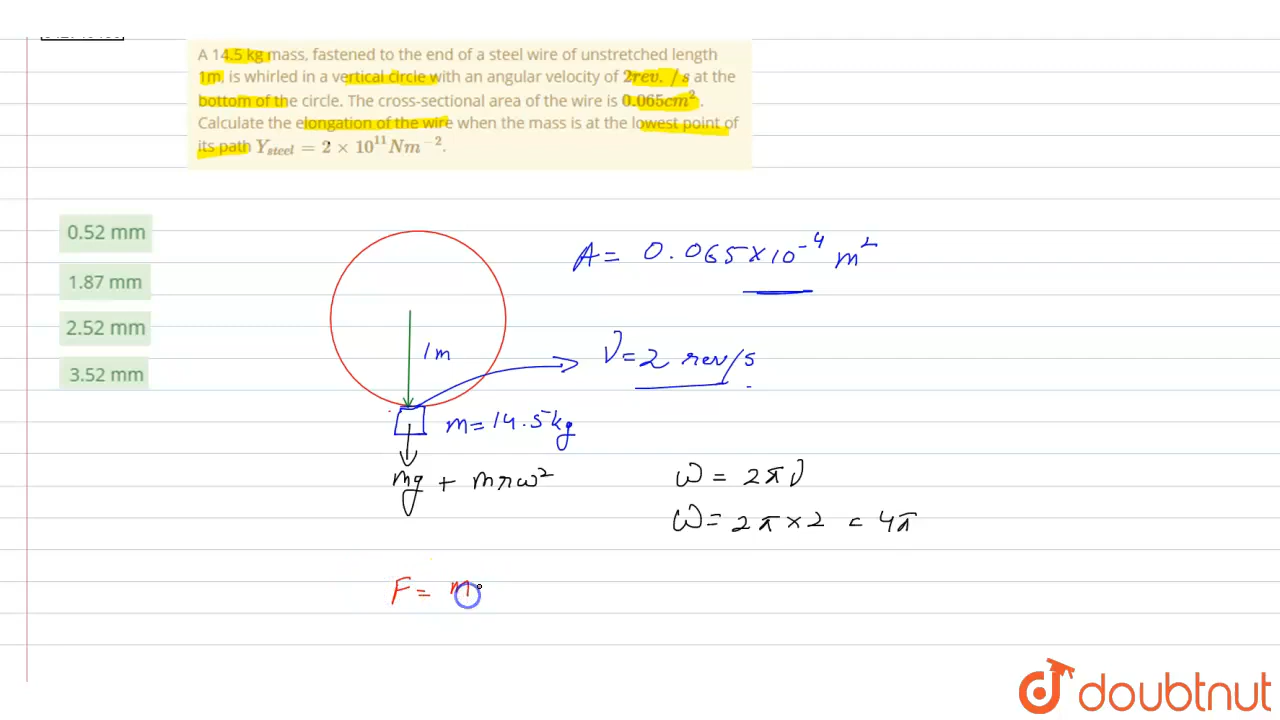 A 14.5 kg mass, fastened to the end of a steel wire of unstretched length
1m. is whirled in a vertical circle with an angular velocity of 2rev. / s at the
bottom of the circle. The cross-sectional area of the wire is 0.065cm².
Calculate the elongation of the wire when the mass is at the lowest point of
its path Y_steel = 2 × 10¹¹ Nm⁻².
0.52 mm
1.87 mm
2.52 mm
3.52 mm
A = 0.065×10⁻⁴ m²
1m
ν = 2 rev/s
m = 14.5 kg
mg + mrω²
ω = 2πν
ω = 2π×2 = 4π
F = m
doubtnut